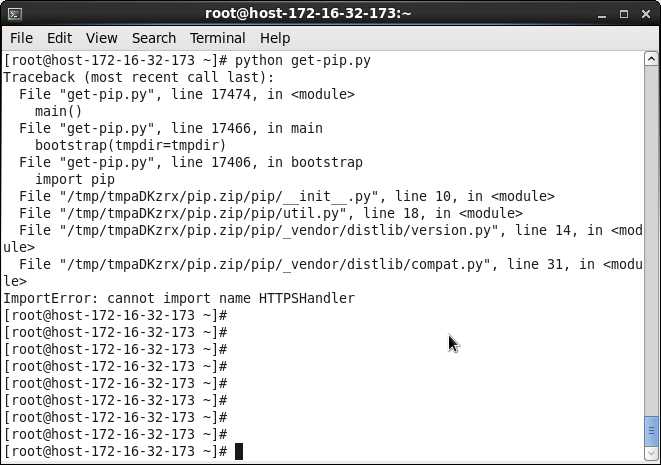 root@host-172-16-32-173:~
File Edit View Search Terminal Help
[root@host-172-16-32-173 ~]# python get-pip.py
Traceback (most recent call last):
  File "get-pip.py", line 17474, in <module>
    main()
  File "get-pip.py", line 17466, in main
    bootstrap(tmpdir=tmpdir)
  File "get-pip.py", line 17406, in bootstrap
    import pip
  File "/tmp/tmpaDKzrx/pip.zip/pip/__init__.py", line 10, in <module>
  File "/tmp/tmpaDKzrx/pip.zip/pip/util.py", line 18, in <module>
  File "/tmp/tmpaDKzrx/pip.zip/pip/_vendor/distlib/version.py", line 14, in <mod
ule>
  File "/tmp/tmpaDKzrx/pip.zip/pip/_vendor/distlib/compat.py", line 31, in <modu
le>
ImportError: cannot import name HTTPSHandler
[root@host-172-16-32-173 ~]#
[root@host-172-16-32-173 ~]#
[root@host-172-16-32-173 ~]#
[root@host-172-16-32-173 ~]#
[root@host-172-16-32-173 ~]#
[root@host-172-16-32-173 ~]#
[root@host-172-16-32-173 ~]#
[root@host-172-16-32-173 ~]#
[root@host-172-16-32-173 ~]#